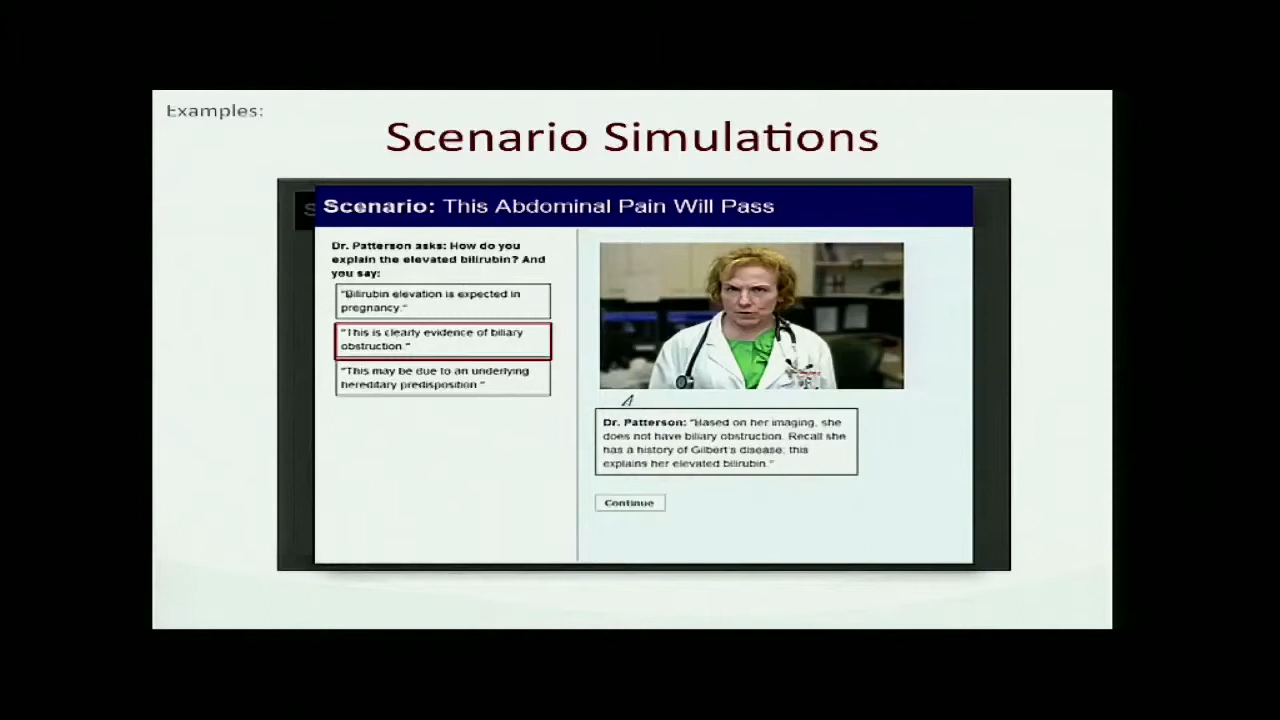 Examples:
Scenario Simulations
Scenario: This Abdominal Pain Will Pass
Dr. Patterson asks: How do you
explain the elevated bilirubin? And
you say:
"Bilirubin elevation is expected in
pregnancy."
"This is clearly evidence of biliary
obstruction."
"This may be due to an underlying
hereditary predisposition."
Dr. Patterson: "Based on her imaging, she
does not have biliary obstruction. Recall she
has a history of Gilbert's disease; this
explains her elevated bilirubin."
Continue